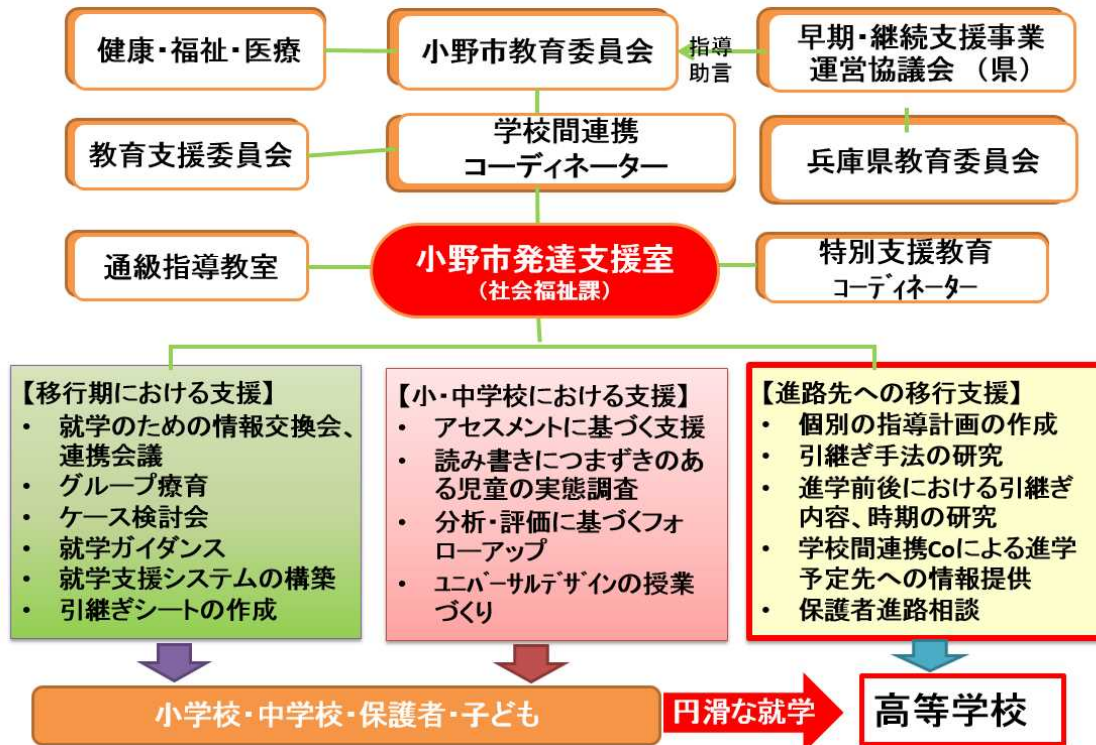 健康・福祉・医療
小野市教育委員会
指導
助言
早期・継続支援事業
運営協議会 （県）
教育支援委員会
学校間連携
コーディネーター
兵庫県教育委員会
通級指導教室
小野市発達支援室
（社会福祉課）
特別支援教育
ｺｰﾃﾞｨﾈｰﾀｰ
【移行期における支援】
• 就学のための情報交換会、
連携会議
• グループ療育
• ケース検討会
• 就学ガイダンス
• 就学支援システムの構築
• 引継ぎシートの作成
【小・中学校における支援】
• アセスメントに基づく支援
• 読み書きにつまずきのあ
る児童の実態調査
• 分析・評価に基づくフォ
ローアップ
• ﾕﾆﾊﾞｰｻﾙﾃﾞｻﾞｲﾝの授業
づくり
【進路先への移行支援】
• 個別の指導計画の作成
• 引継ぎ手法の研究
• 進学前後における引継ぎ
内容、時期の研究
• 学校間連携Coによる進学
予定先への情報提供
• 保護者進路相談
小学校・中学校・保護者・子ども
円滑な就学
高等学校